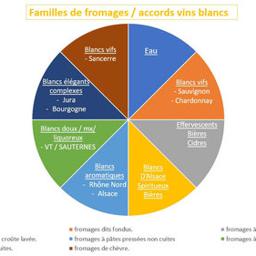 Familles de fromages / accords vins blancs
Eau
Blancs vifs
- Sauvignon
- Chardonnay
Effervescents
Bières
Cidres
Blancs
D'Alsace
Spiritueux
Bières
Blancs
aromatiques
- Rhône Nord
- Alsace
Blancs doux / mx/
liquoreux
- VT / SAUTERNES
Blancs élégants
complexes
- Jura
- Bourgogne
Blancs vifs
- Sancerre
fromages dits fondus.
fromages à
croûte lavée.
fromages à pâtes pressées non cuites
fromages à
uites.
fromages de chèvre.